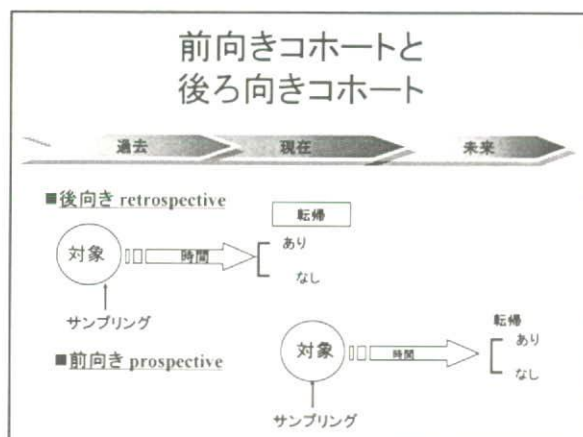 前向きコホートと
後ろ向きコホート
過去 現在 未来
■後向き retrospective
転帰
対象 時間 あり
なし
サンプリング
転帰
■前向き prospective
対象 時間 あり
なし
サンプリング